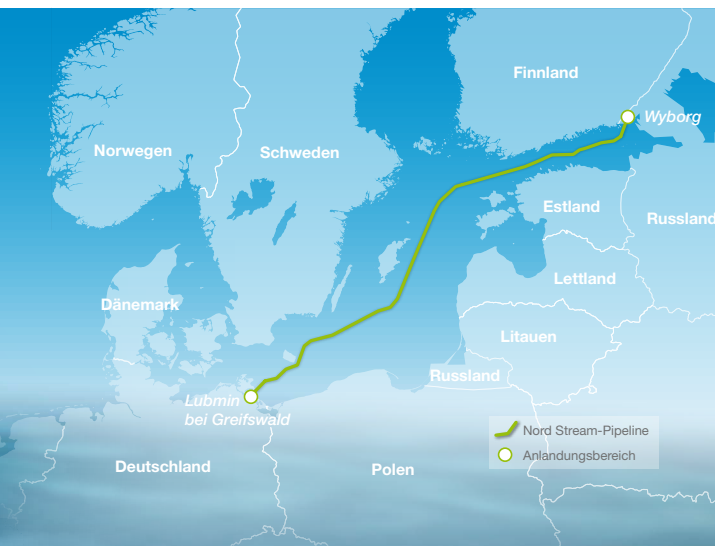 Finnland
Wyborg
Norwegen
Schweden
Estland
Russland
Lettland
Dänemark
Litauen
Russland
Lubmin
bei Greifswald
Nord Stream-Pipeline
Anlandungsbereich
Deutschland
Polen